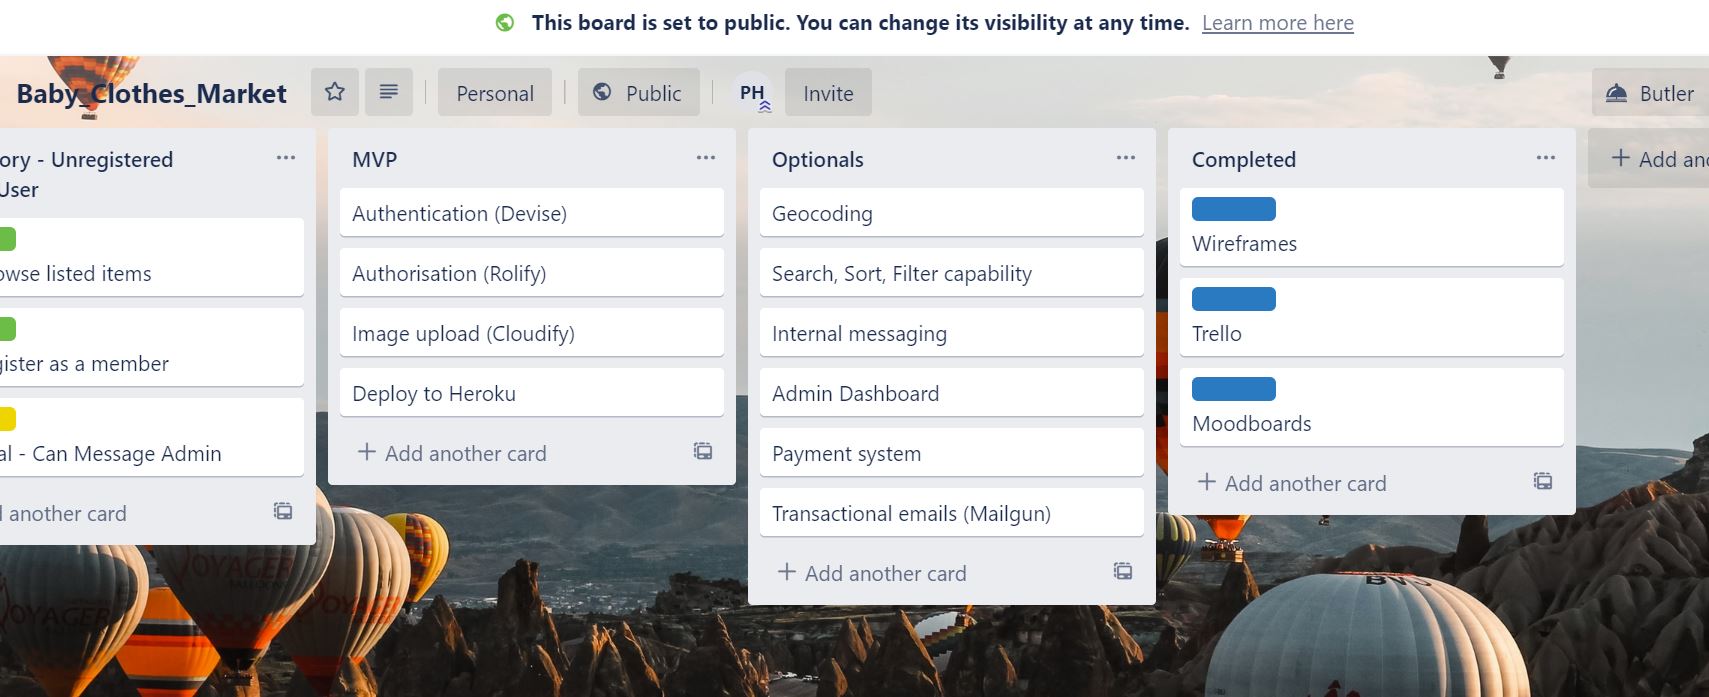 This board is set to public. You can change its visibility at any time. Learn more here
Baby_Clothes_Market
Personal
Public
PH
Invite
Butler
ory - Unregistered
User
owse listed items
gister as a member
al - Can Message Admin
another card
MVP
Authentication (Devise)
Authorisation (Rolify)
Image upload (Cloudify)
Deploy to Heroku
+ Add another card
Optionals
Geocoding
Search, Sort, Filter capability
Internal messaging
Admin Dashboard
Payment system
Transactional emails (Mailgun)
+ Add another card
Completed
Wireframes
Trello
Moodboards
+ Add another card
+ Add an
VOYAGER
BALLOONS
VOYAGER